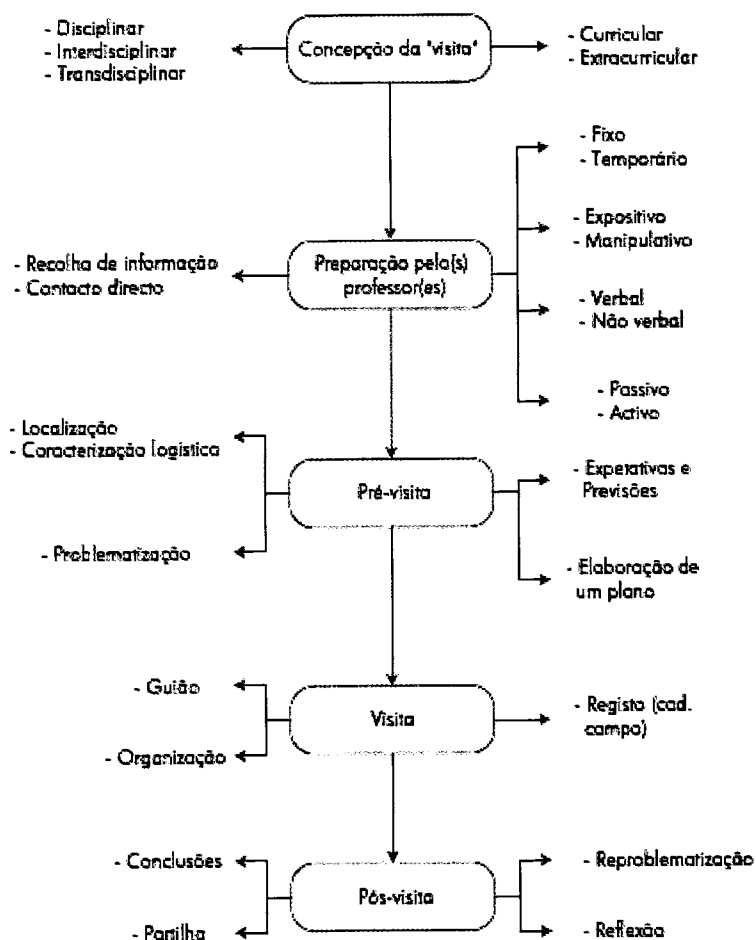 - Disciplinar
- Interdisciplinar
- Transdisciplinar
Concepção da "visita"
- Curricular
- Extracurricular
- Fixo
- Temporário
- Expositivo
- Manipulativo
- Recolha de informação
- Contacto directo
Preparação pelo(s)
professor(es)
- Verbal
- Não verbal
- Passivo
- Activo
- Localização
- Caracterização logística
Pré-visita
- Expetativas e
Previsões
- Problematização
- Elaboração de
um plano
- Guião
Visita
- Registo (cad.
campo)
- Organização
- Conclusões
Pós-visita
- Reproblematização
- Partilha
- Reflexão